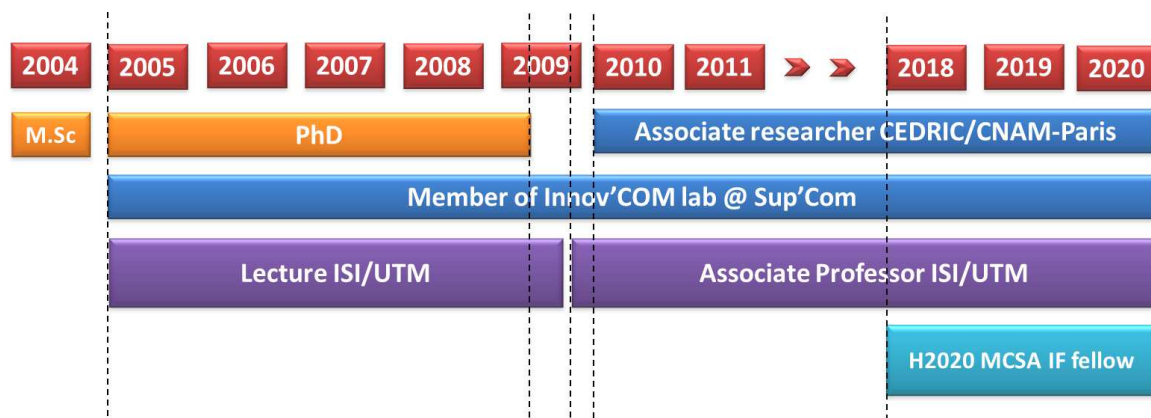 2004 2005 2006 2007 2008 2009 2010 2011 2018 2019 2020
M.Sc PhD Associate researcher CEDRIC/CNAM-Paris
Member of Innov'COM lab @ Sup'Com
Lecture ISI/UTM Associate Professor ISI/UTM
H2020 MCSA IF fellow